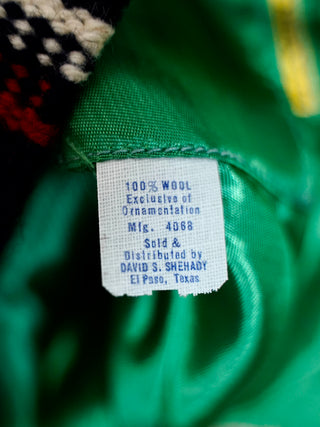 100% WOOL
Exclusive of
Ornamentation
Mfg. 4068
Sold &
Distributed by
DAVID S. SHEHADY
El Paso, Texas